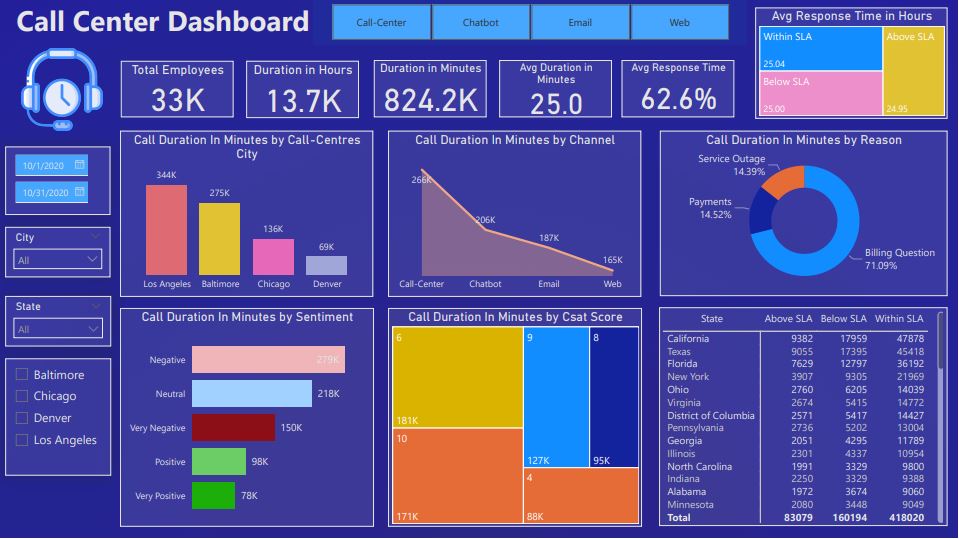 Call Center Dashboard
Call-Center
Chatbot
Email
Web
Avg Response Time in Hours
Within SLA
25.04
Above SLA
24.95
Below SLA
25.00
Total Employees
33K
Duration in Hours
13.7K
Duration in Minutes
824.2K
Avg Duration in
Minutes
25.0
Avg Response Time
62.6%
10/1/2020
10/31/2020
City
All
State
All
Baltimore
Chicago
Denver
Los Angeles
Call Duration In Minutes by Call-Centres
City
344K
275K
136K
69K
Los Angeles Baltimore Chicago Denver
Call Duration In Minutes by Channel
266K
206K
187K
165K
Call-Center Chatbot Email Web
Call Duration In Minutes by Reason
Service Outage
14.39%
Payments
14.52%
Billing Question
71.09%
Call Duration In Minutes by Sentiment
Negative 279K
Neutral 218K
Very Negative 150K
Positive 98K
Very Positive 78K
Call Duration In Minutes by Csat Score
6
181K
10
171K
9
127K
8
95K
4
88K
State Above SLA Below SLA Within SLA
California 9382 17959 47878
Texas 9055 17395 45418
Florida 7629 12797 36192
New York 3907 9305 21969
Ohio 2760 6205 14039
Virginia 2674 5415 14772
District of Columbia 2571 5417 14427
Pennsylvania 2736 5202 13004
Georgia 2051 4295 11789
Illinois 2301 4337 10954
North Carolina 1991 3329 9800
Indiana 2250 3329 9388
Alabama 1972 3674 9060
Minnesota 2080 3448 9049
Total 83079 160194 418020